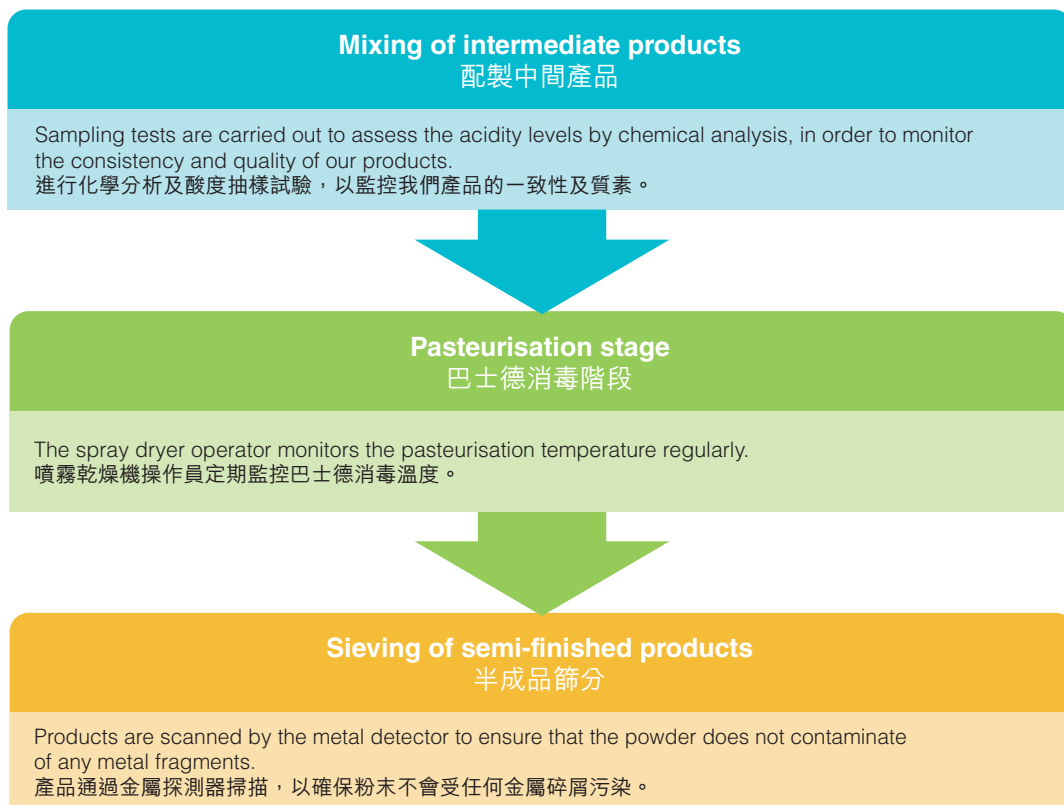 Mixing of intermediate products
配製中間產品
Sampling tests are carried out to assess the acidity levels by chemical analysis, in order to monitor
the consistency and quality of our products.
進行化學分析及酸度抽樣試驗，以監控我們產品的一致性及質素。
Pasteurisation stage
巴士德消毒階段
The spray dryer operator monitors the pasteurisation temperature regularly.
噴霧乾燥機操作員定期監控巴士德消毒溫度。
Sieving of semi-finished products
半成品篩分
Products are scanned by the metal detector to ensure that the powder does not contaminate
of any metal fragments.
產品通過金屬探測器掃描，以確保粉末不會受任何金屬碎屑污染。